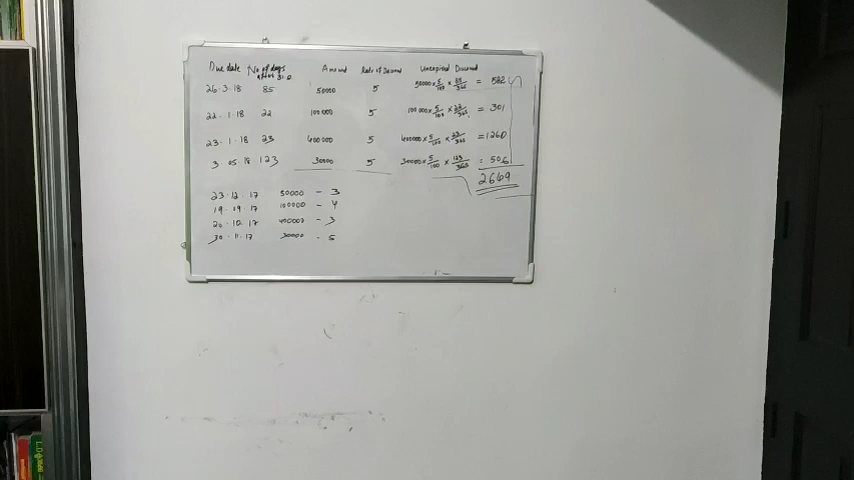 Due date No of days Amount Rate of Discount Unexpired Discount
after 31.12
26.3.18 85 50000 5 50000 × 5/100 × 85/365 = 582
22.1.18 22 100000 5 100000 × 5/100 × 22/365 = 301
23.1.18 23 400000 5 400000 × 5/100 × 23/365 = 1260
3.05.18 123 30000 5 30000 × 5/100 × 123/365 = 506
2669
23.12.17 50000 - 3
19.09.17 100000 - 4
20.10.17 400000 - 3
30.11.17 30000 - 5